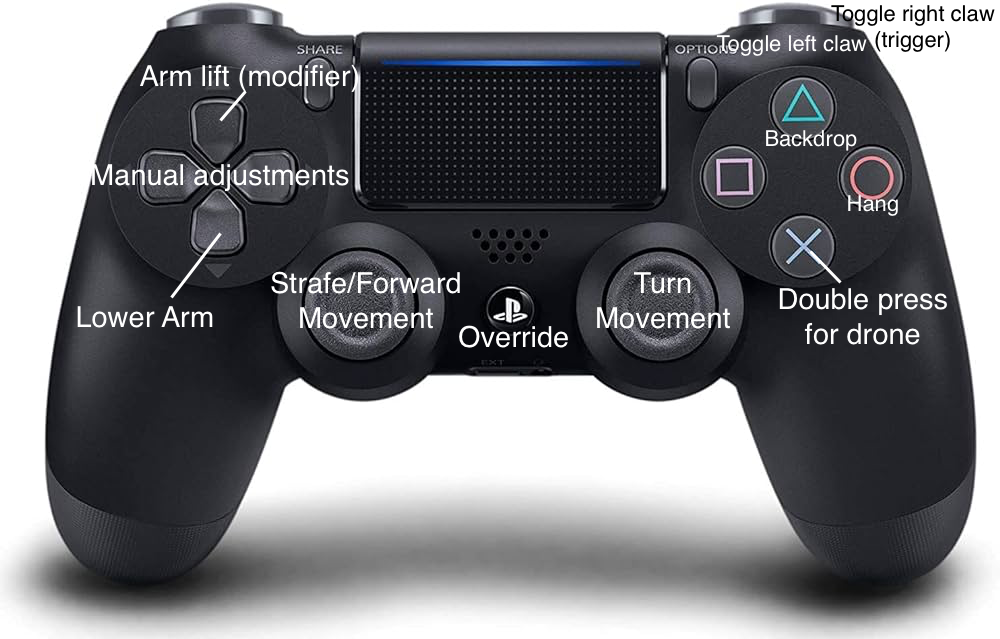 Toggle right claw
(trigger)
SHARE
OPTIONS
Toggle left claw
Arm lift (modifier)
Backdrop
Manual adjustments
Hang
Strafe/Forward
Movement
Turn
Movement
Double press
for drone
Lower Arm
Override
EXT